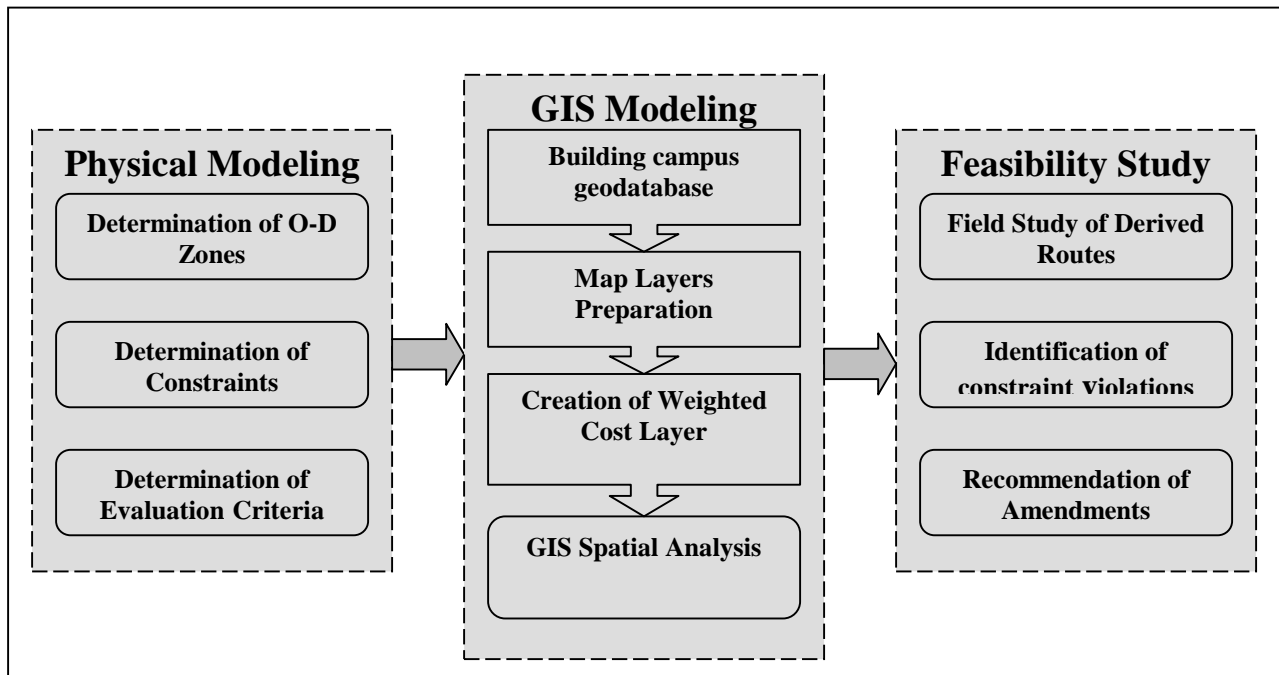 Physical Modeling
Determination of O-D
Zones
Determination of
Constraints
Determination of
Evaluation Criteria
GIS Modeling
Building campus
geodatabase
Map Layers
Preparation
Creation of Weighted
Cost Layer
GIS Spatial Analysis
Feasibility Study
Field Study of Derived
Routes
Identification of
constraint violations
Recommendation of
Amendments